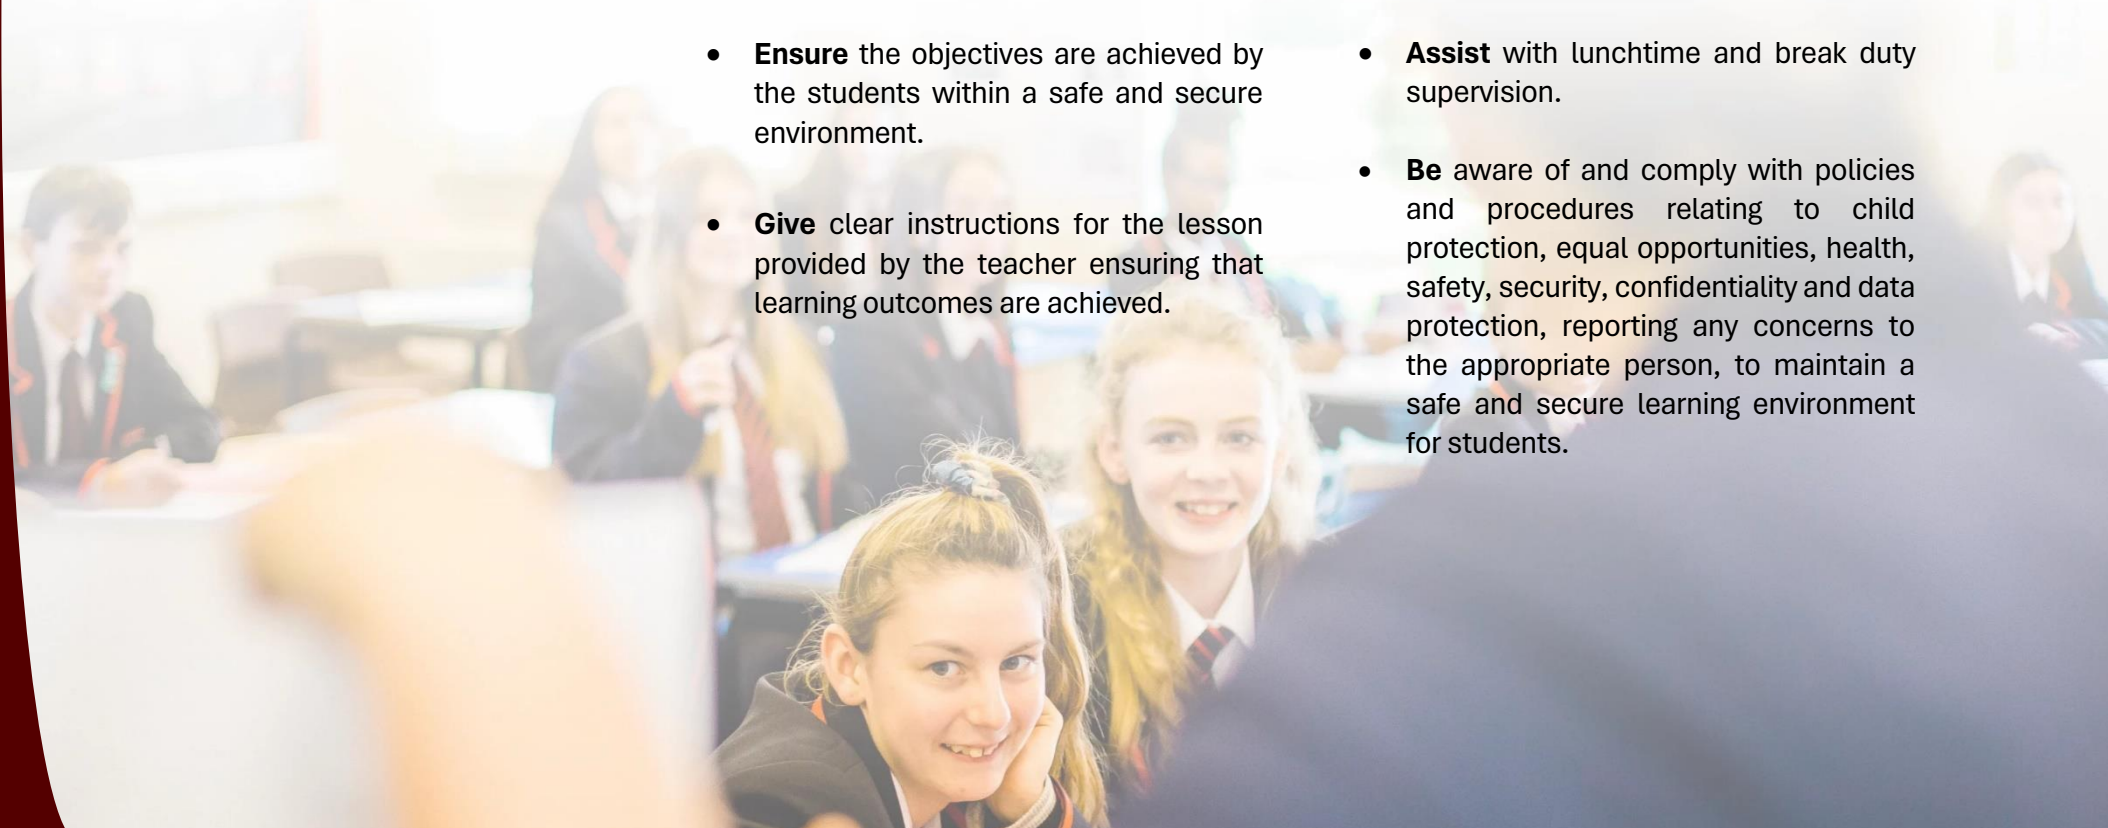 • Ensure the objectives are achieved by
the students within a safe and secure
environment.
• Give clear instructions for the lesson
provided by the teacher ensuring that
learning outcomes are achieved.
• Assist with lunchtime and break duty
supervision.
• Be aware of and comply with policies
and procedures relating to child
protection, equal opportunities, health,
safety, security, confidentiality and data
protection, reporting any concerns to
the appropriate person, to maintain a
safe and secure learning environment
for students.